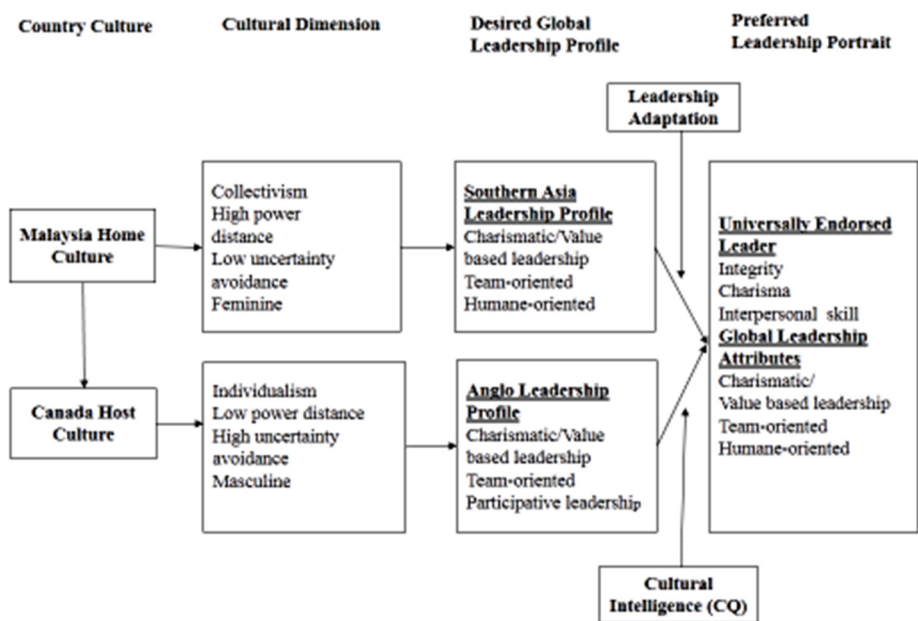 Country Culture
Cultural Dimension
Desired Global
Leadership Profile
Preferred
Leadership Portrait
Leadership
Adaptation
Malaysia Home
Culture
Collectivism
High power
distance
Low uncertainty
avoidance
Feminine
Southern Asia
Leadership Profile
Charismatic/Value
based leadership
Team-oriented
Humane-oriented
Universally Endorsed
Leader
Integrity
Charisma
Interpersonal skill
Global Leadership
Attributes
Charismatic/
Value based leadership
Team-oriented
Humane-oriented
Canada Host
Culture
Individualism
Low power distance
High uncertainty
avoidance
Masculine
Anglo Leadership
Profile
Charismatic/Value
based leadership
Team-oriented
Participative leadership
Cultural
Intelligence (CQ)